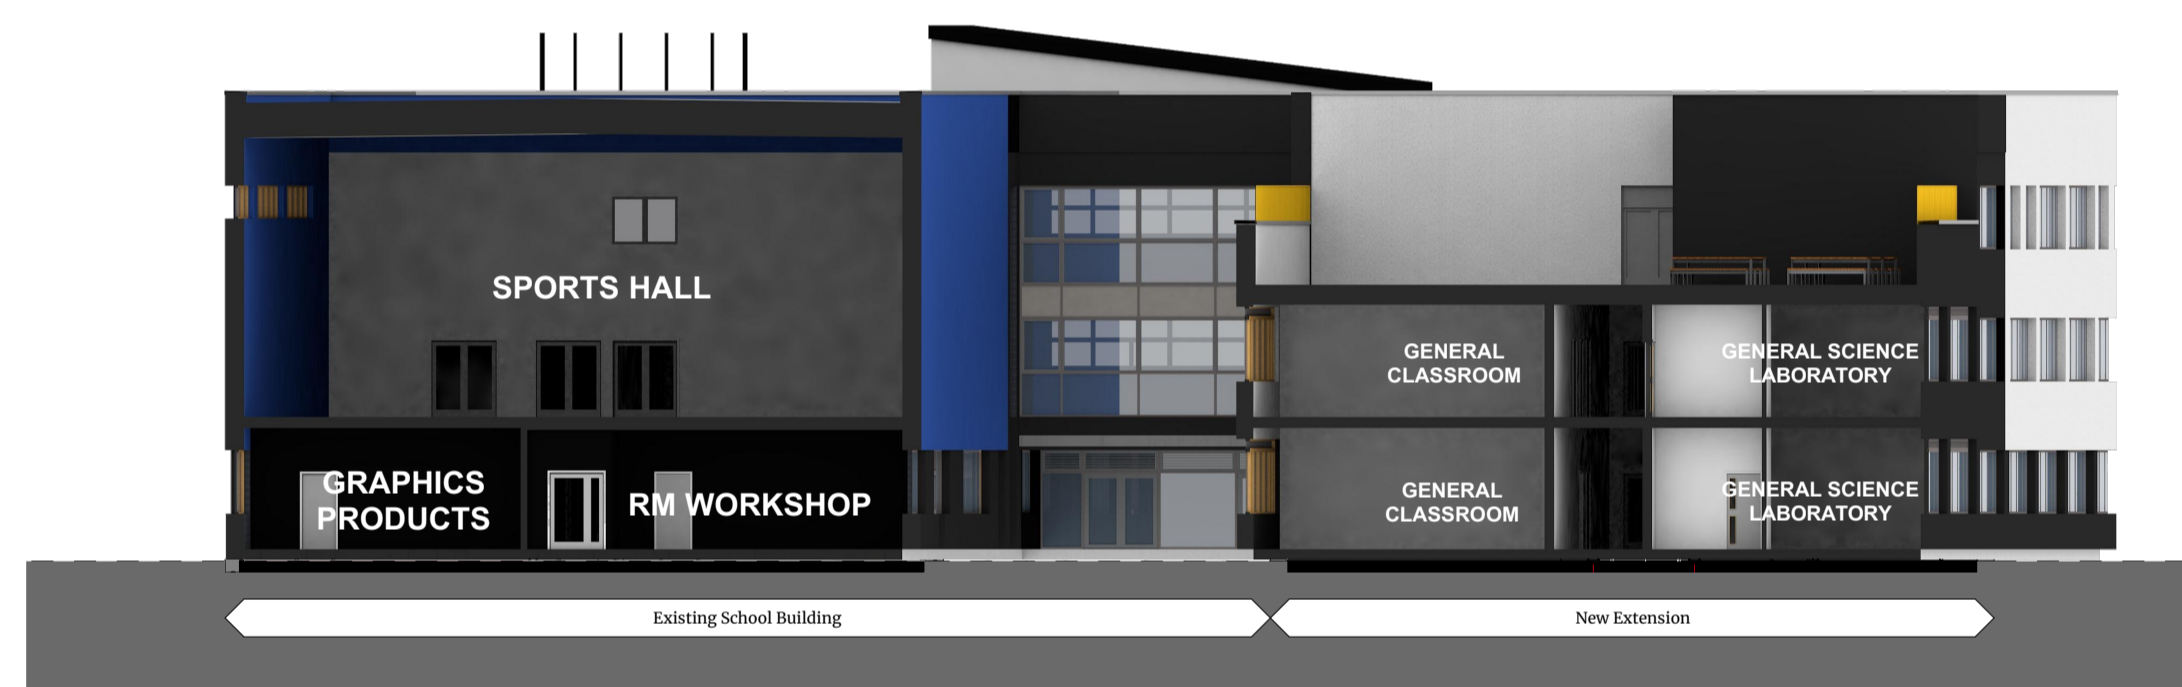 SPORTS HALL
GRAPHICS
PRODUCTS
RM WORKSHOP
GENERAL
CLASSROOM
GENERAL SCIENCE
LABORATORY
GENERAL
CLASSROOM
GENERAL SCIENCE
LABORATORY
Existing School Building
New Extension